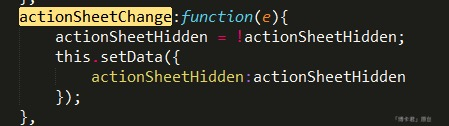 actionSheetChange:function(e){
actionSheetHidden = !actionSheetHidden;
this.setData({
actionSheetHidden:actionSheetHidden
});
},